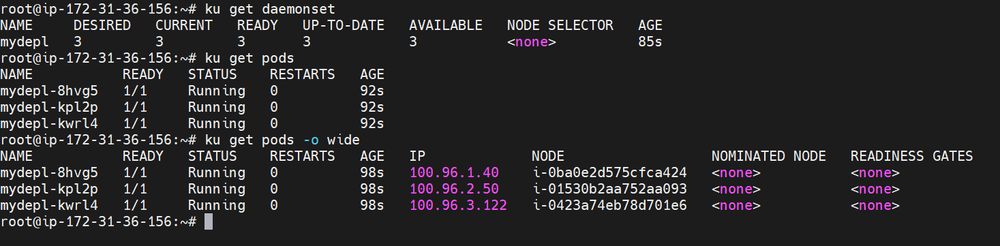 root@ip-172-31-36-156:~# ku get daemonset
NAME     DESIRED   CURRENT   READY   UP-TO-DATE   AVAILABLE   NODE SELECTOR   AGE
mydepl   3         3         3       3            3           <none>          85s
root@ip-172-31-36-156:~# ku get pods
NAME           READY   STATUS    RESTARTS   AGE
mydepl-8hvg5   1/1     Running   0          92s
mydepl-kpl2p   1/1     Running   0          92s
mydepl-kwrl4   1/1     Running   0          92s
root@ip-172-31-36-156:~# ku get pods -o wide
NAME           READY   STATUS    RESTARTS   AGE   IP             NODE                  NOMINATED NODE   READINESS GATES
mydepl-8hvg5   1/1     Running   0          98s   100.96.1.40    i-0ba0e2d575cfca424   <none>           <none>
mydepl-kpl2p   1/1     Running   0          98s   100.96.2.50    i-01530b2aa752aa093   <none>           <none>
mydepl-kwrl4   1/1     Running   0          98s   100.96.3.122   i-0423a74eb78d701e6   <none>           <none>
root@ip-172-31-36-156:~#